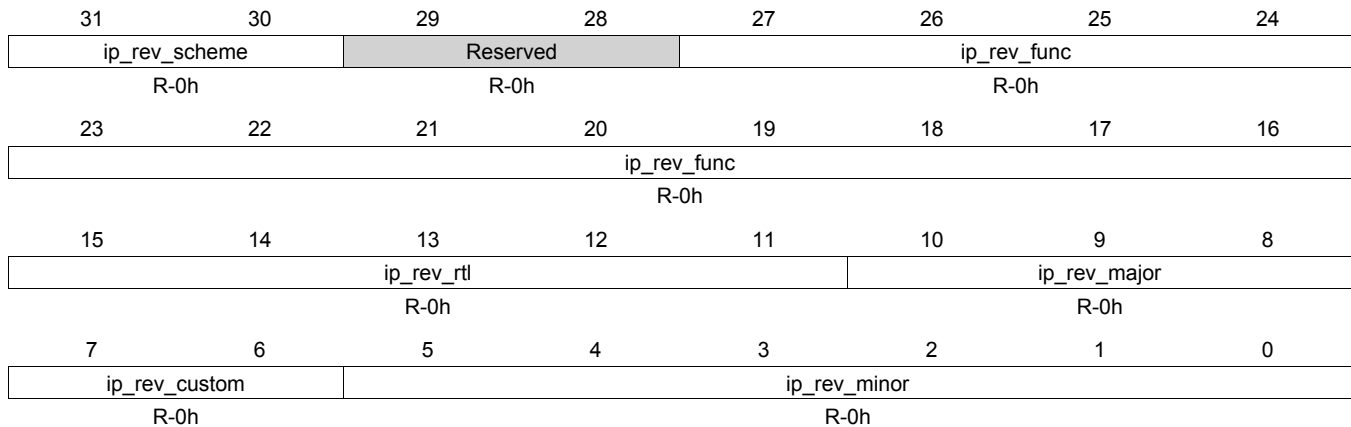 31 30 29 28 27 26 25 24
ip_rev_scheme Reserved ip_rev_func
R-0h R-0h R-0h
23 22 21 20 19 18 17 16
ip_rev_func
R-0h
15 14 13 12 11 10 9 8
ip_rev_rtl ip_rev_major
R-0h R-0h
7 6 5 4 3 2 1 0
ip_rev_custom ip_rev_minor
R-0h R-0h